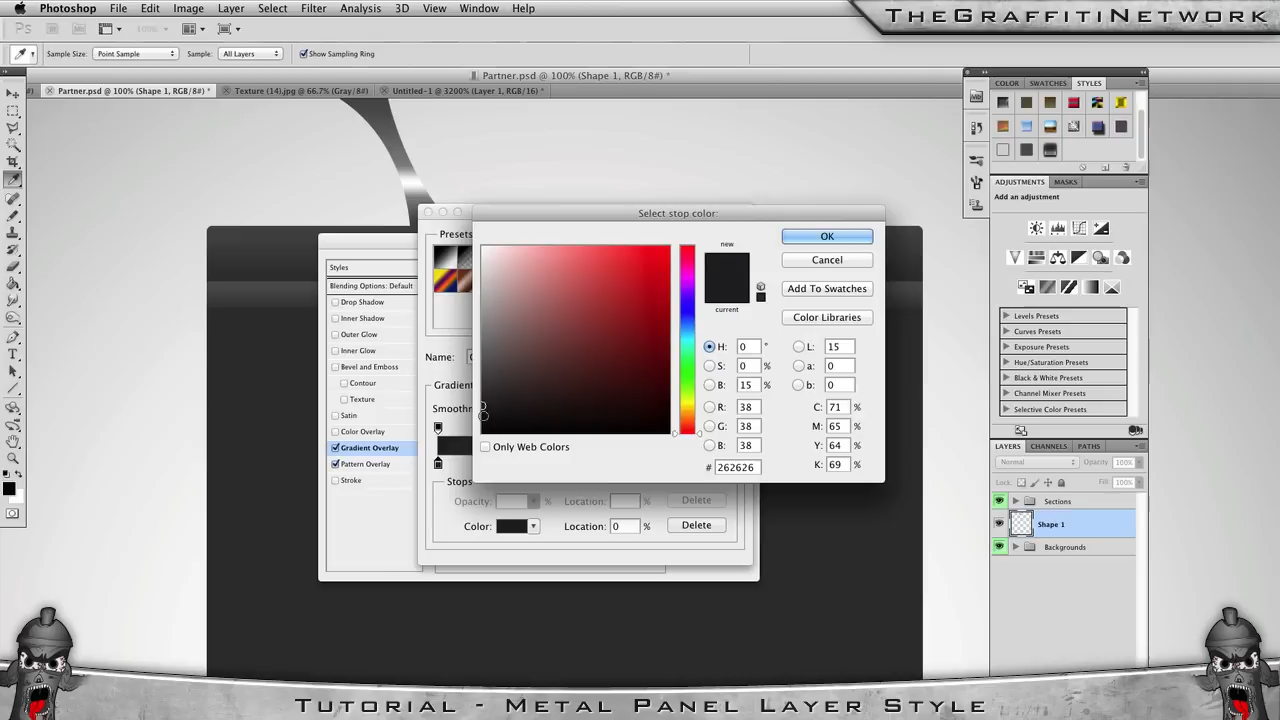 Photoshop File Edit Image Layer Select Filter Analysis 3D View Window Help
TheGraffitiNetwork
Sample Size: Point Sample Sample: All Layers Show Sampling Ring
Partner.psd @ 100% (Shape 1, RGB/8#) *
Partner.psd @ 100% (Shape 1, RGB/8#) *
Texture (14).jpg @ 66.7%
Untitled-1 @ 3200% (Layer 1, RGB/16) *
COLOR SWATCHES STYLES
ADJUSTMENTS MASKS
Add an adjustment
Levels Presets
Curves Presets
Exposure Presets
Hue/Saturation Presets
Black & White Presets
Channel Mixer Presets
Selective Color Presets
LAYERS CHANNELS PATHS
Normal Opacity: 100%
Lock: Fill: 100%
Sections
Shape 1
Backgrounds
Styles
Blending Options: Default
Drop Shadow
Inner Shadow
Outer Glow
Inner Glow
Bevel and Emboss
Contour
Texture
Satin
Color Overlay
Gradient Overlay
Pattern Overlay
Stroke
Presets
Name:
Gradient
Smoothn
Stops
Opacity: % Location: % Delete
Color: Location: 0 % Delete
Select stop color:
new
current
OK
Cancel
Add To Swatches
Color Libraries
H: 0 ° L: 15
S: 0 % a: 0
B: 15 % b: 0
R: 38 C: 71 %
G: 38 M: 65 %
B: 38 Y: 64 %
# 262626 K: 69 %
Only Web Colors
Tutorial - Metal Panel Layer Style